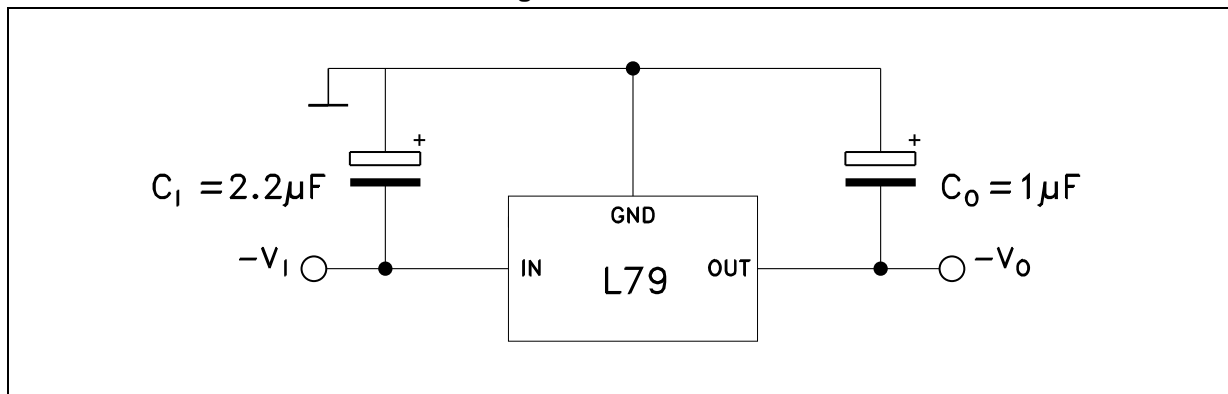 +
+
C_I = 2.2µF
C_O = 1µF
GND
-V_I
IN
L79
OUT
-V_O